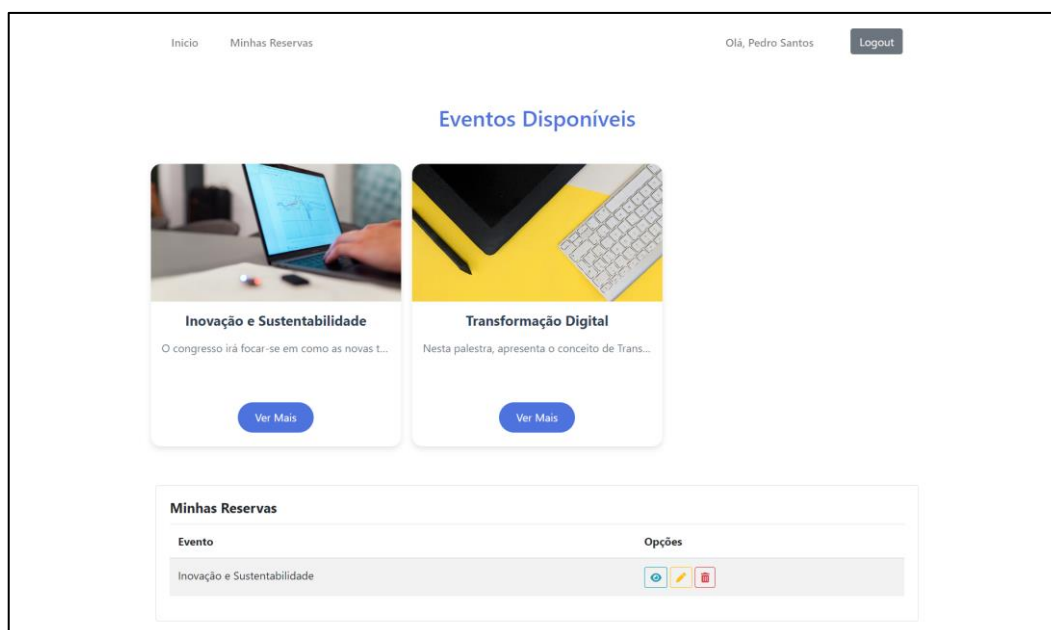 Inicio Minhas Reservas Olá, Pedro Santos Logout
Eventos Disponíveis
Inovação e Sustentabilidade
O congresso irá focar-se em como as novas t...
Ver Mais
Transformação Digital
Nesta palestra, apresenta o conceito de Trans...
Ver Mais
Minhas Reservas
Evento Opções
Inovação e Sustentabilidade